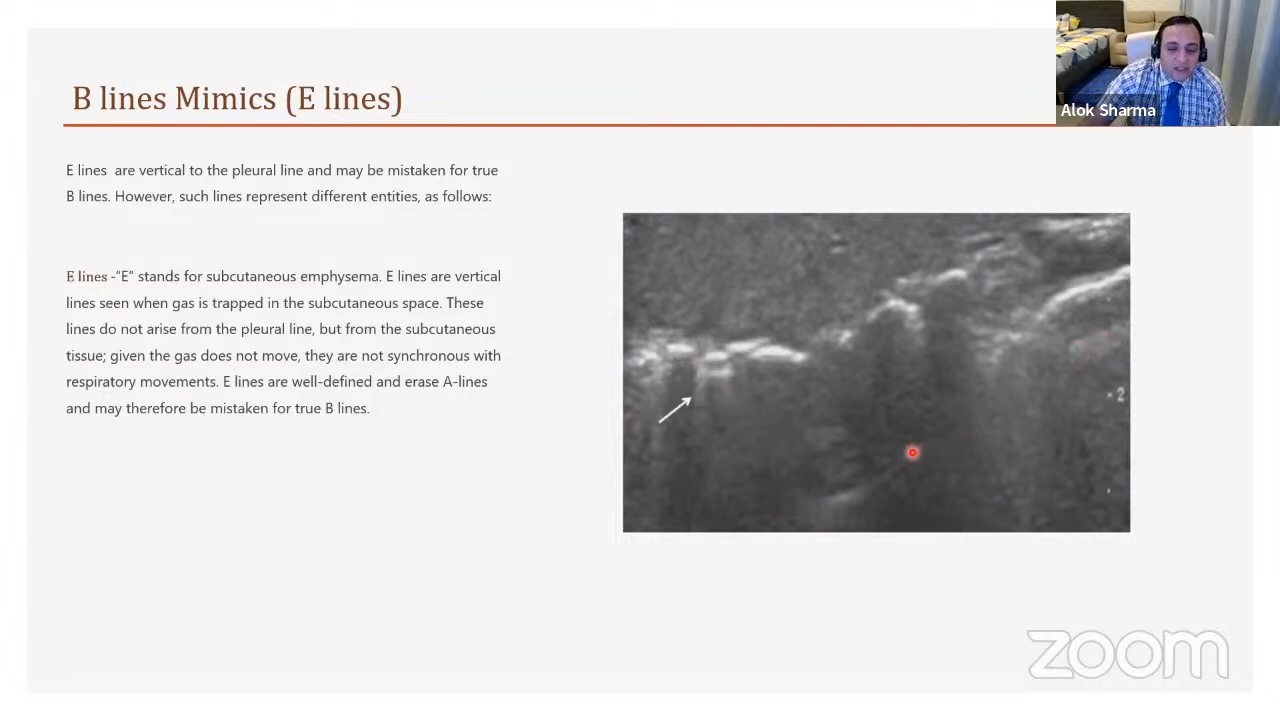 B lines Mimics (E lines)
Alok Sharma
E lines  are vertical to the pleural line and may be mistaken for true
B lines. However, such lines represent different entities, as follows:
E lines -“E” stands for subcutaneous emphysema. E lines are vertical
lines seen when gas is trapped in the subcutaneous space. These
lines do not arise from the pleural line, but from the subcutaneous
tissue; given the gas does not move, they are not synchronous with
respiratory movements. E lines are well-defined and erase A-lines
and may therefore be mistaken for true B lines.
2
zoom